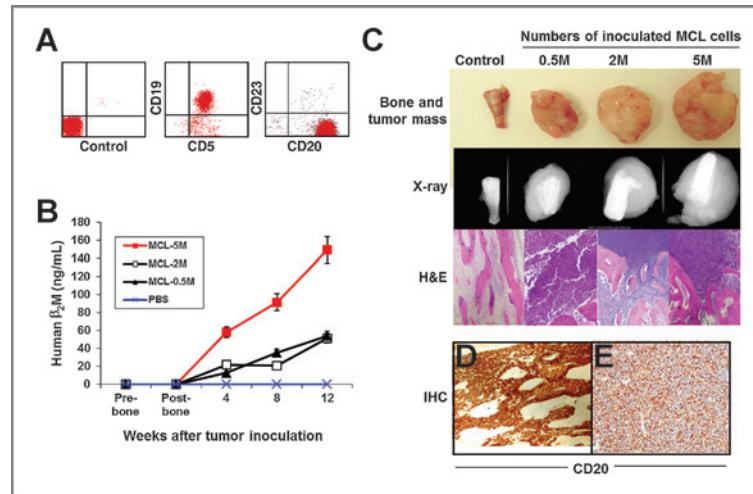 A
CD19
CD23
Control
CD5
CD20
B
Human β2M (ng/mL)
180
160
140
120
100
80
60
40
20
0
MCL-5M
MCL-2M
MCL-0.5M
PBS
Pre-
bone
Post-
bone
4
8
12
Weeks after tumor inoculation
C
Numbers of inoculated MCL cells
Control
0.5M
2M
5M
Bone and
tumor mass
X-ray
H&E
IHC
D
E
CD20